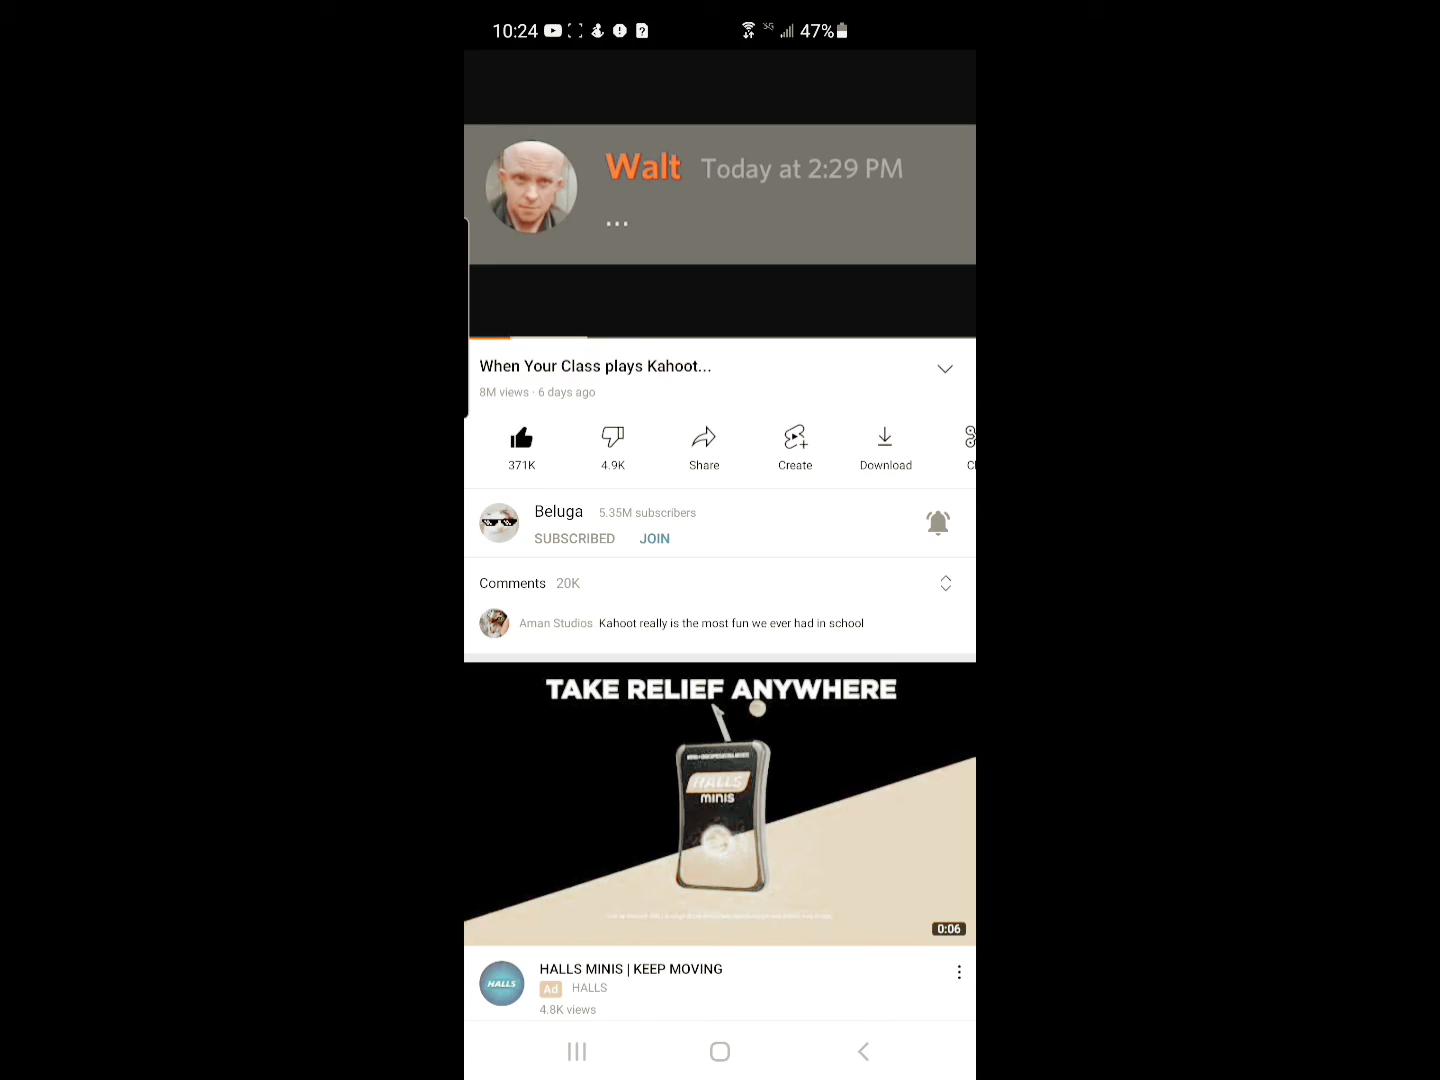 10:24
5G
47%
Walt Today at 2:29 PM
...
When Your Class plays Kahoot...
8M views · 6 days ago
371K
4.9K
Share
Create
Download
Beluga 5.35M subscribers
SUBSCRIBED JOIN
Comments 20K
Aman Studios Kahoot really is the most fun we ever had in school
TAKE RELIEF ANYWHERE
HALLS
minis
0:06
HALLS
HALLS MINIS | KEEP MOVING
Ad HALLS
4.8K views